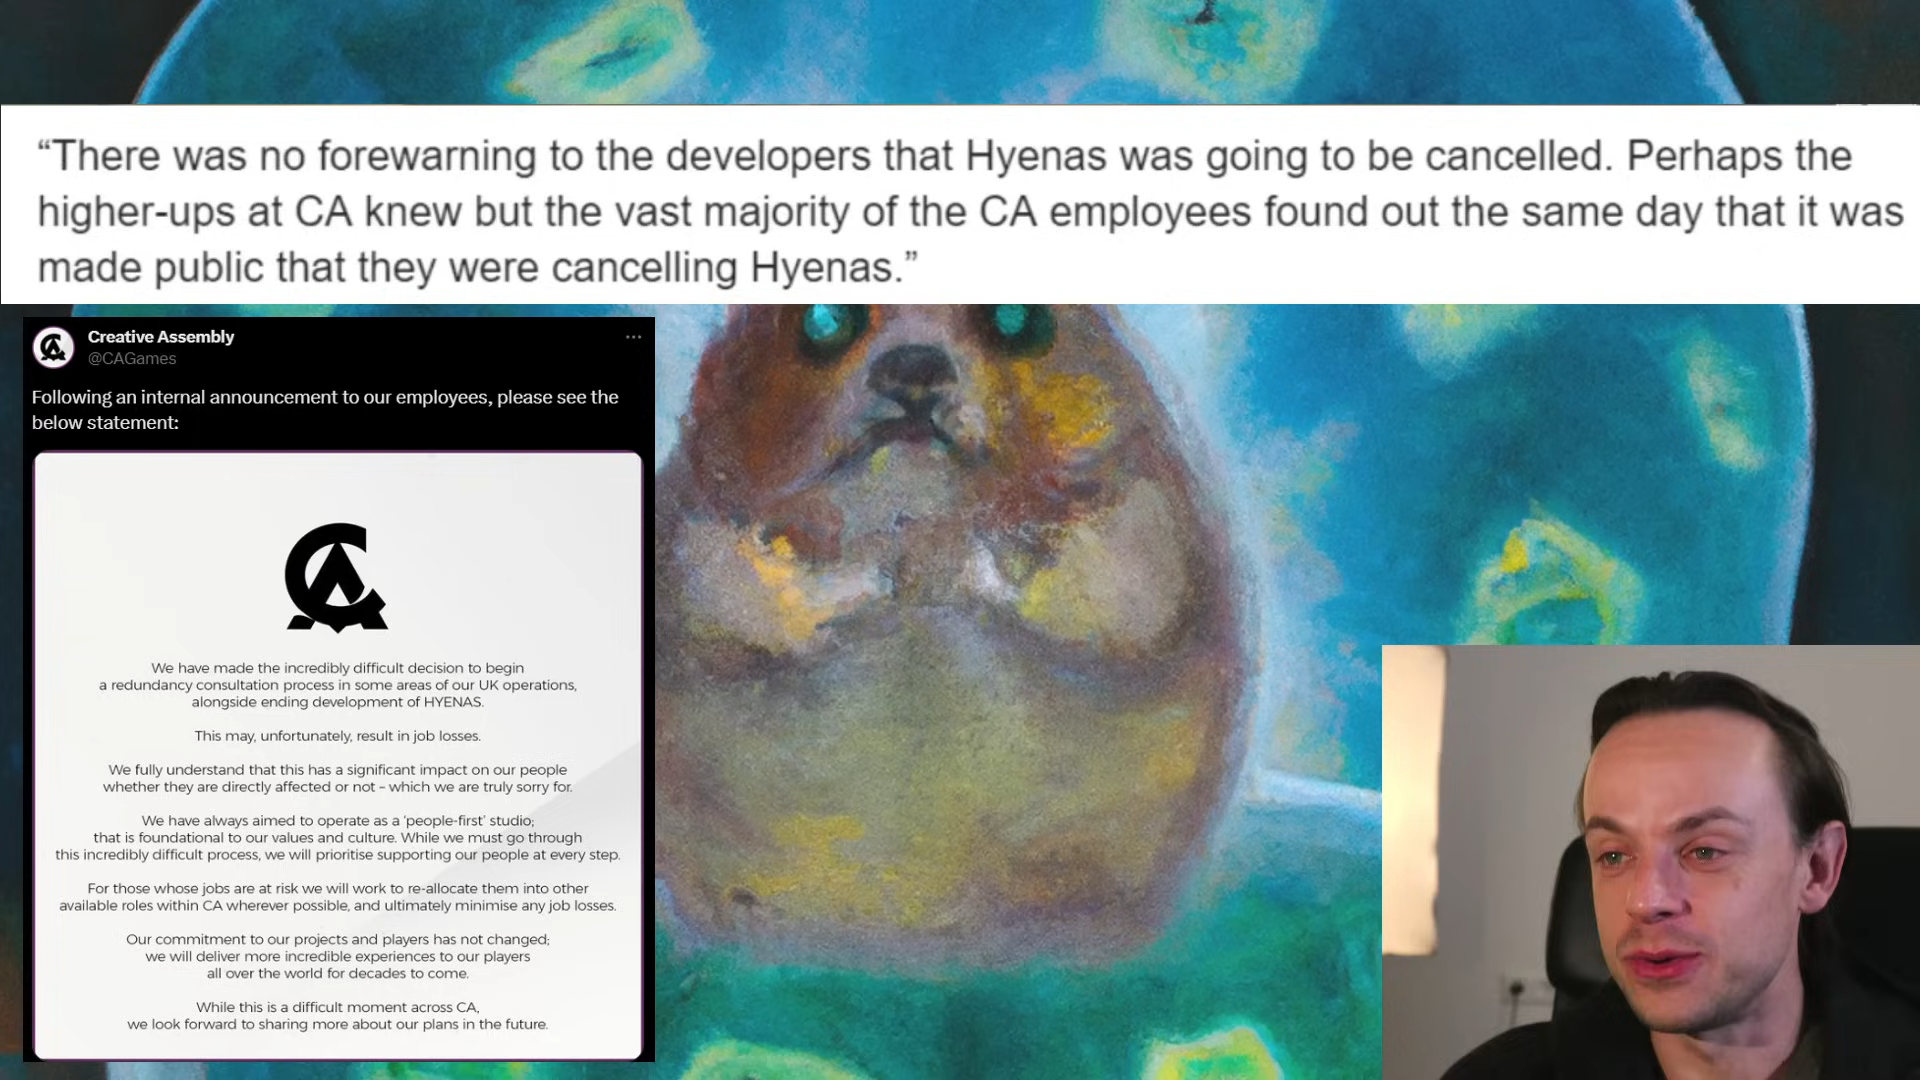 “There was no forewarning to the developers that Hyenas was going to be cancelled. Perhaps the
higher-ups at CA knew but the vast majority of the CA employees found out the same day that it was
made public that they were cancelling Hyenas.”
Creative Assembly
@CAGames
Following an internal announcement to our employees, please see the
below statement:
We have made the incredibly difficult decision to begin
a redundancy consultation process in some areas of our UK operations,
alongside ending development of HYENAS.
This may, unfortunately, result in job losses.
We fully understand that this has a significant impact on our people
whether they are directly affected or not – which we are truly sorry for.
We have always aimed to operate as a ‘people-first’ studio;
that is foundational to our values and culture. While we must go through
this incredibly difficult process, we will prioritise supporting our people at every step.
For those whose jobs are at risk we will work to re-allocate them into other
available roles within CA wherever possible, and ultimately minimise any job losses.
Our commitment to our projects and players has not changed;
we will deliver more incredible experiences to our players
all over the world for decades to come.
While this is a difficult moment across CA,
we look forward to sharing more about our plans in the future.